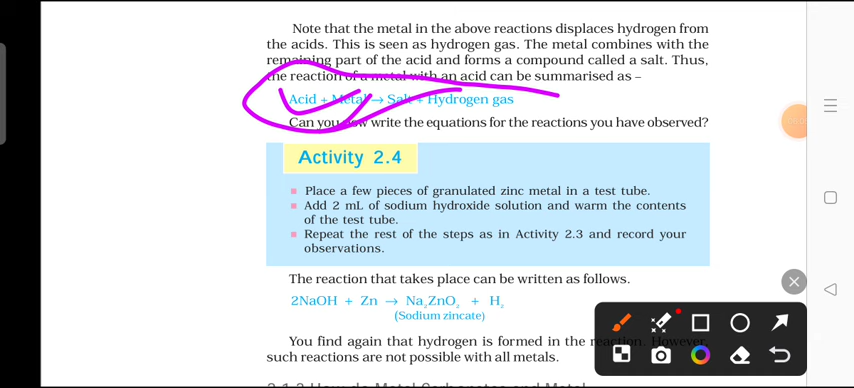 Note that the metal in the above reactions displaces hydrogen from
the acids. This is seen as hydrogen gas. The metal combines with the
remaining part of the acid and forms a compound called a salt. Thus,
the reaction of a metal with an acid can be summarised as –
Acid + Metal → Salt + Hydrogen gas
Can you now write the equations for the reactions you have observed?
Activity 2.4
■ Place a few pieces of granulated zinc metal in a test tube.
■ Add 2 mL of sodium hydroxide solution and warm the contents
of the test tube.
■ Repeat the rest of the steps as in Activity 2.3 and record your
observations.
The reaction that takes place can be written as follows.
2NaOH + Zn → Na₂ZnO₂ + H₂
(Sodium zincate)
You find again that hydrogen is formed in the reaction. However,
such reactions are not possible with all metals.